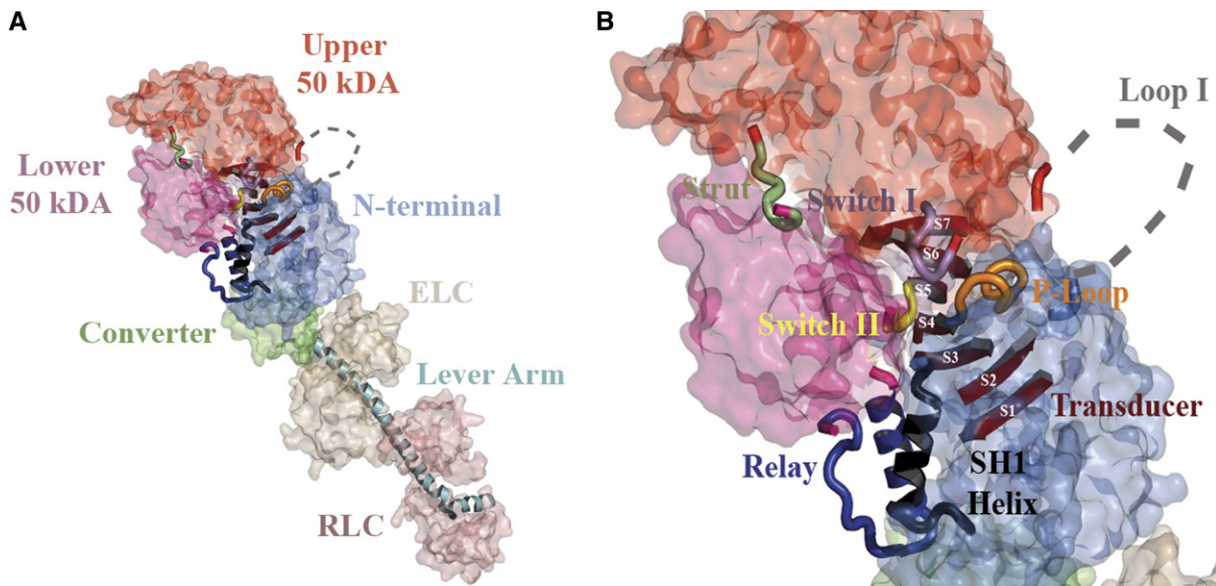 A
Upper
50 kDA
Lower
50 kDA
N-terminal
ELC
Converter
Lever Arm
RLC
B
Loop I
Strut
Switch I
S7
S6
S5
P-Loop
Switch II
S4
S3
S2
S1
Transducer
Relay
SH1
Helix